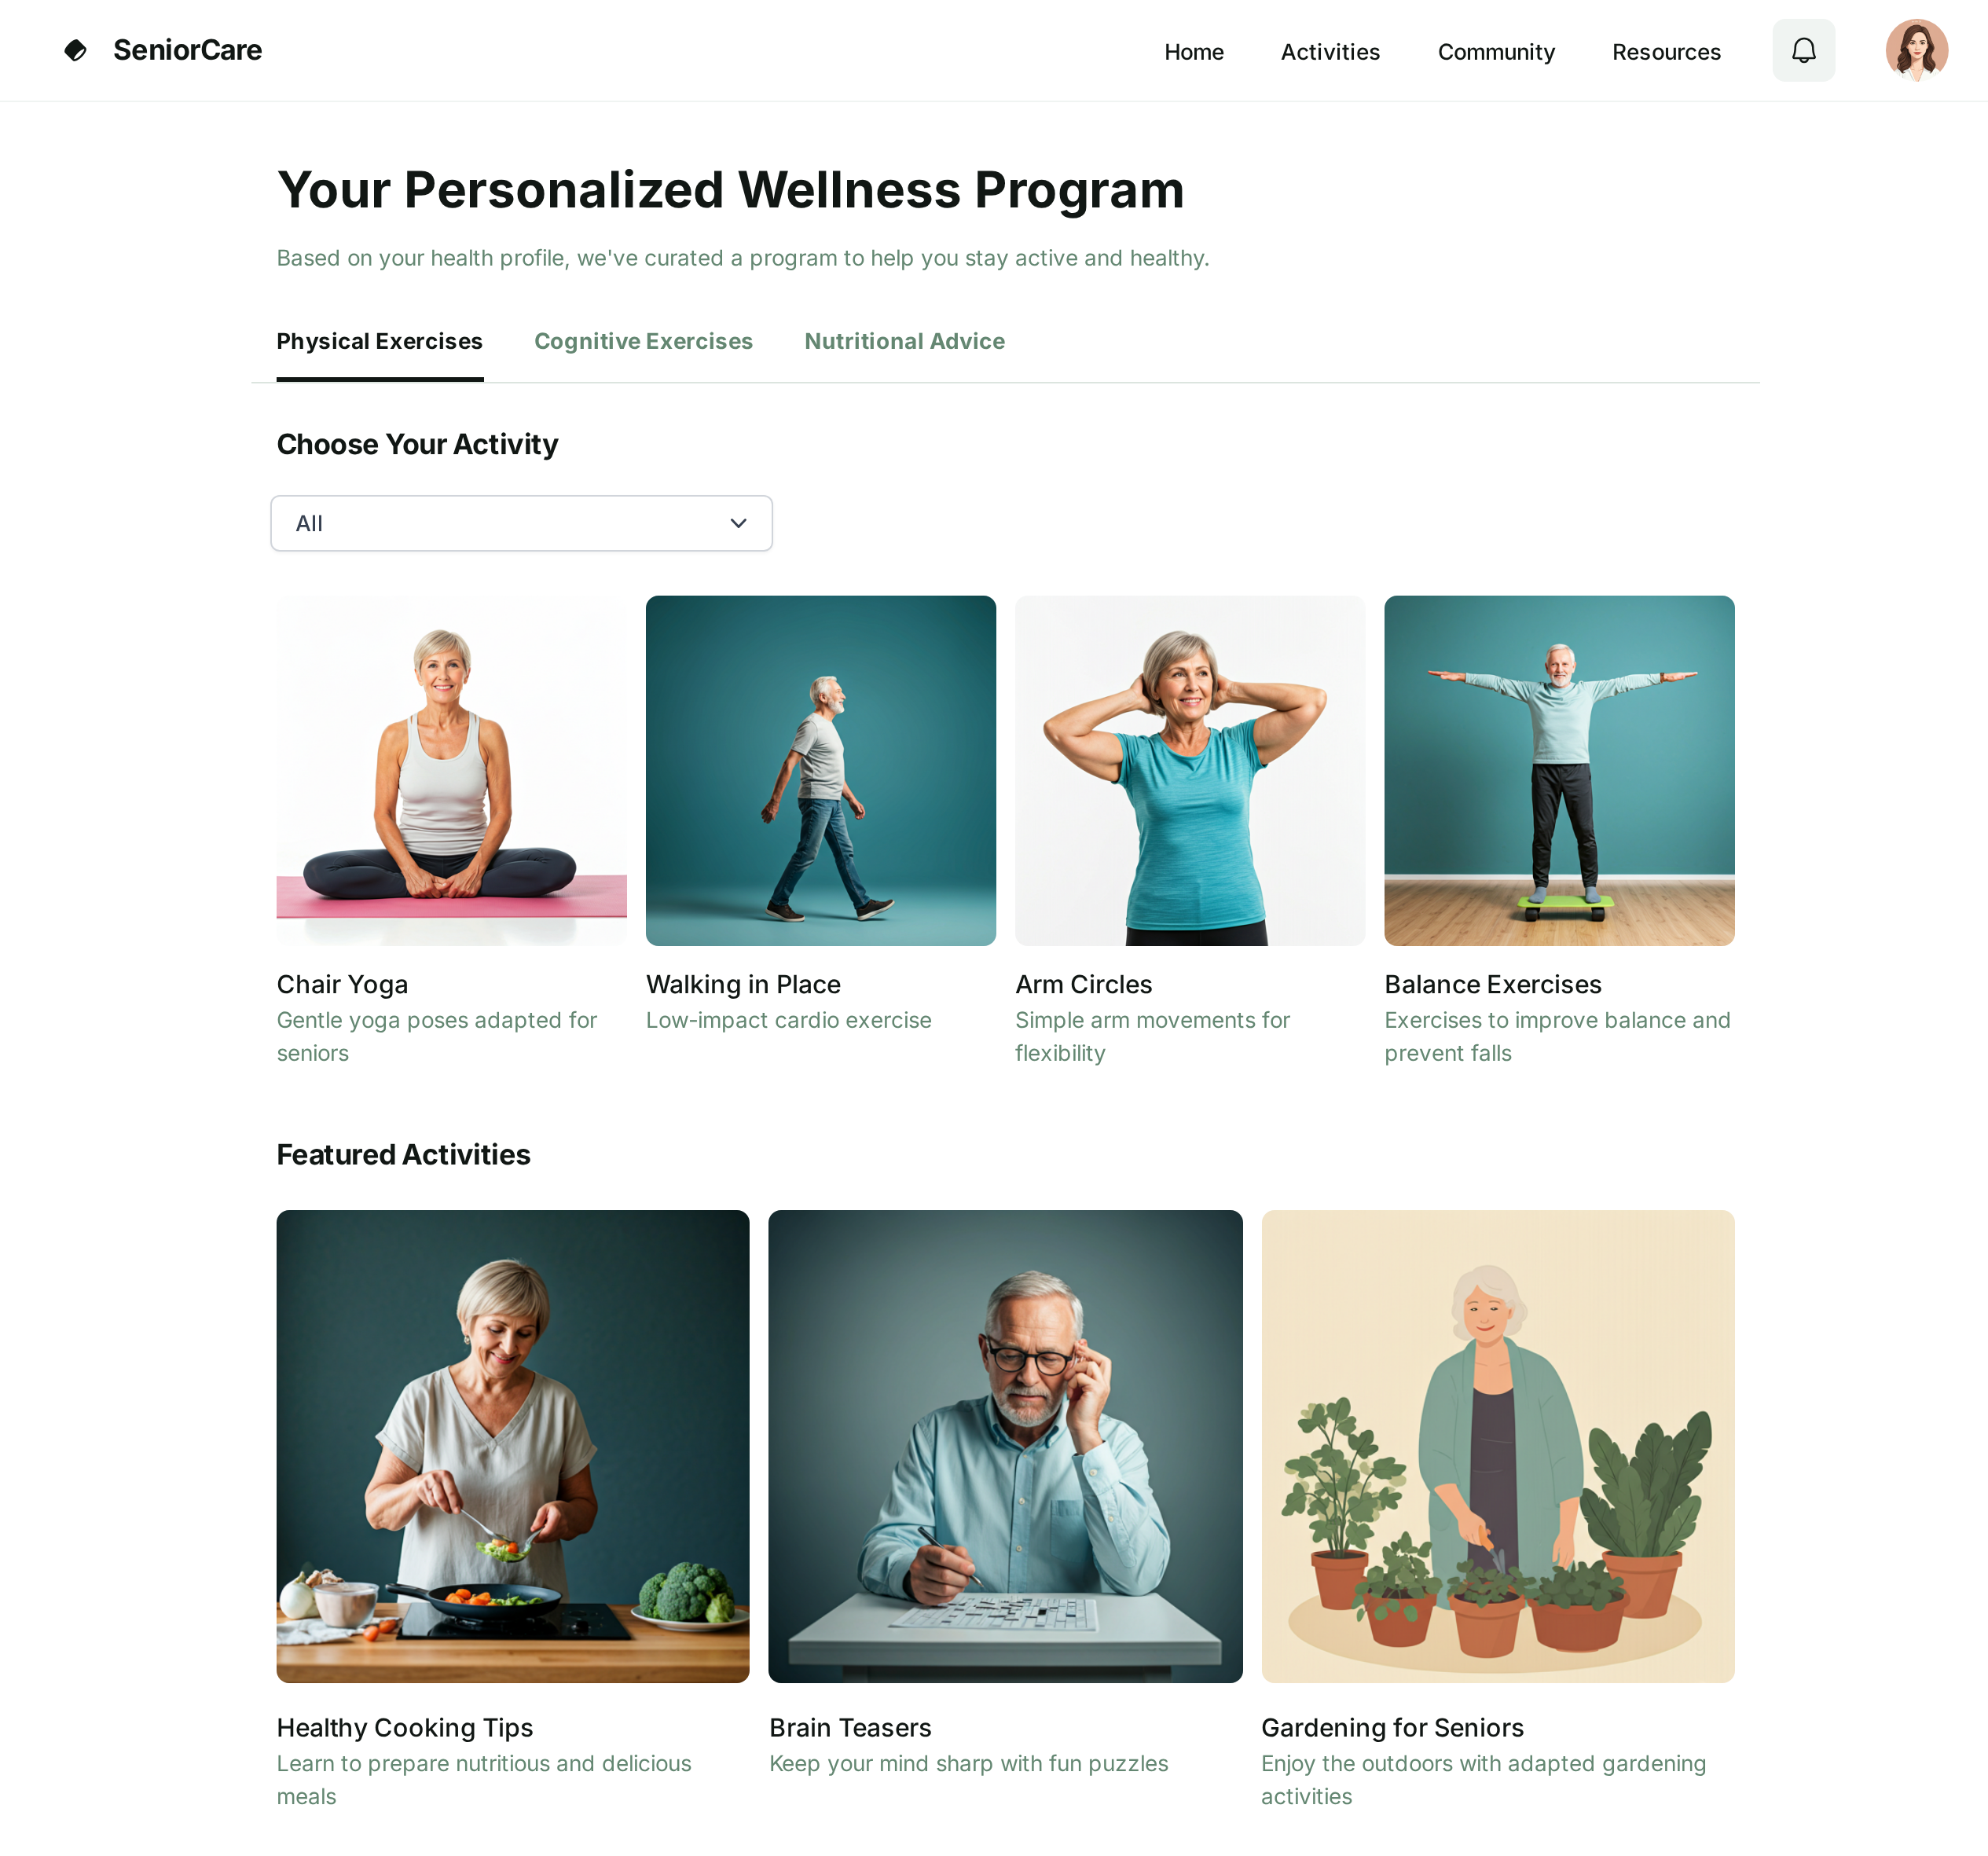 SeniorCare
Home
Activities
Community
Resources
Your Personalized Wellness Program
Based on your health profile, we've curated a program to help you stay active and healthy.
Physical Exercises
Cognitive Exercises
Nutritional Advice
Choose Your Activity
All
Chair Yoga
Gentle yoga poses adapted for
seniors
Walking in Place
Low-impact cardio exercise
Arm Circles
Simple arm movements for
flexibility
Balance Exercises
Exercises to improve balance and
prevent falls
Featured Activities
Healthy Cooking Tips
Learn to prepare nutritious and delicious
meals
Brain Teasers
Keep your mind sharp with fun puzzles
Gardening for Seniors
Enjoy the outdoors with adapted gardening
activities